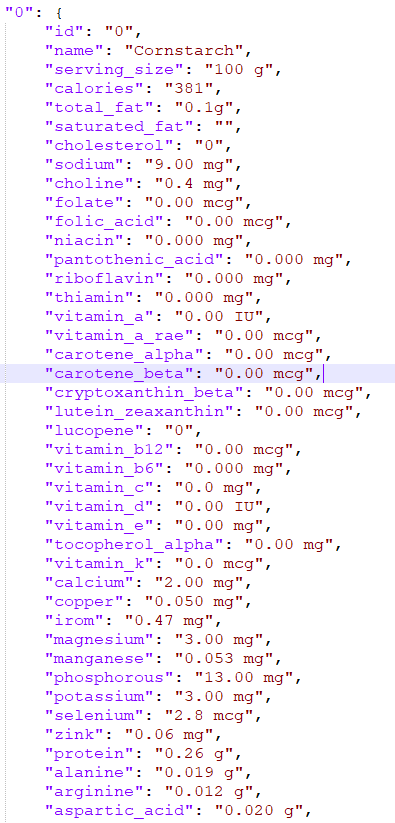 "0": {
"id": "0",
"name": "Cornstarch",
"serving_size": "100 g",
"calories": "381",
"total_fat": "0.1g",
"saturated_fat": "",
"cholesterol": "0",
"sodium": "9.00 mg",
"choline": "0.4 mg",
"folate": "0.00 mcg",
"folic_acid": "0.00 mcg",
"niacin": "0.000 mg",
"pantothenic_acid": "0.000 mg",
"riboflavin": "0.000 mg",
"thiamin": "0.000 mg",
"vitamin_a": "0.00 IU",
"vitamin_a_rae": "0.00 mcg",
"carotene_alpha": "0.00 mcg",
"carotene_beta": "0.00 mcg",
"cryptoxanthin_beta": "0.00 mcg",
"lutein_zeaxanthin": "0.00 mcg",
"lucopene": "0",
"vitamin_b12": "0.00 mcg",
"vitamin_b6": "0.000 mg",
"vitamin_c": "0.0 mg",
"vitamin_d": "0.00 IU",
"vitamin_e": "0.00 mg",
"tocopherol_alpha": "0.00 mg",
"vitamin_k": "0.0 mcg",
"calcium": "2.00 mg",
"copper": "0.050 mg",
"irom": "0.47 mg",
"magnesium": "3.00 mg",
"manganese": "0.053 mg",
"phosphorous": "13.00 mg",
"potassium": "3.00 mg",
"selenium": "2.8 mcg",
"zink": "0.06 mg",
"protein": "0.26 g",
"alanine": "0.019 g",
"arginine": "0.012 g",
"aspartic_acid": "0.020 g",